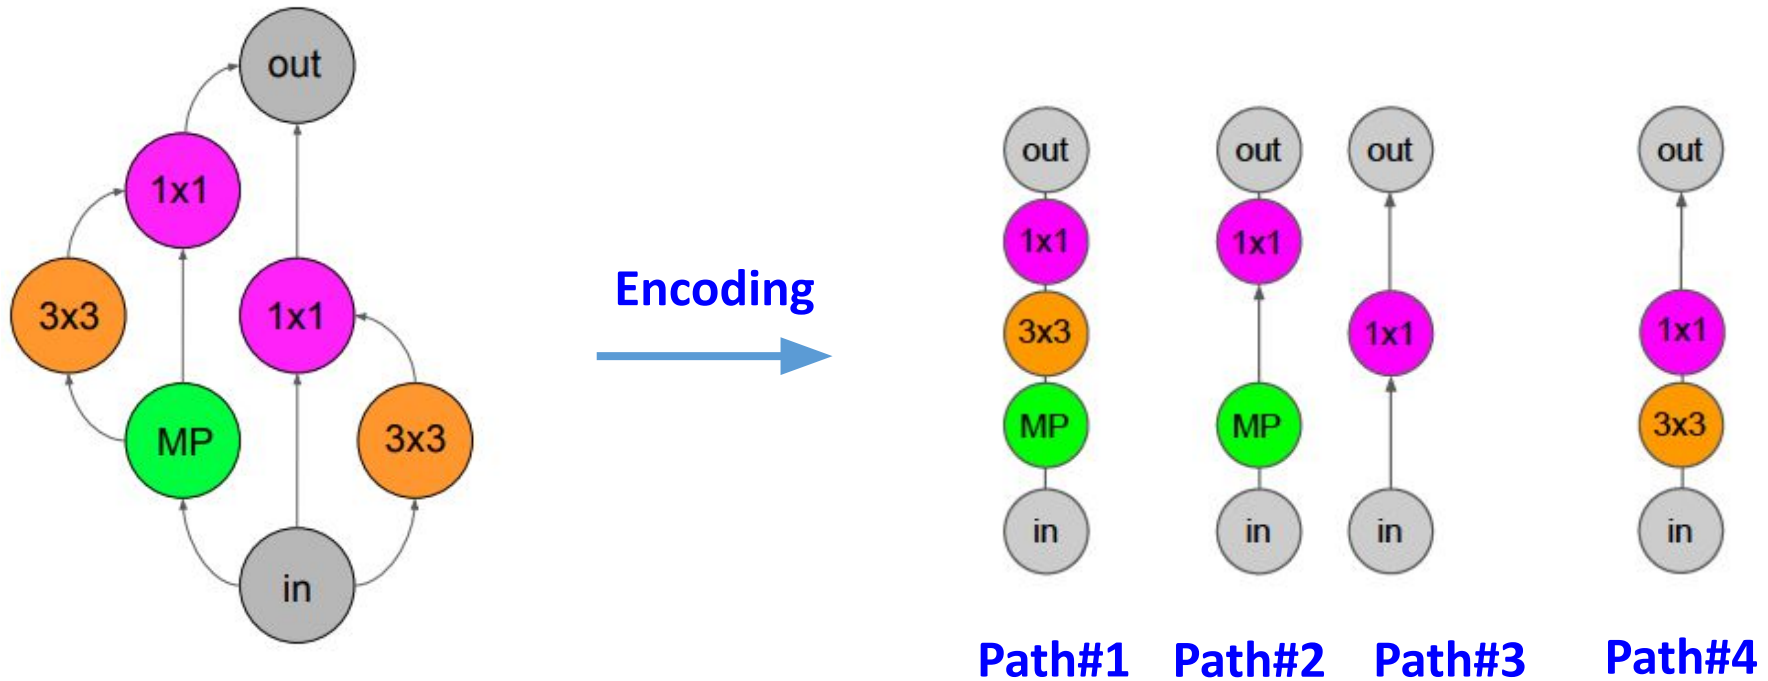 out
1x1
3x3
1x1
MP
3x3
in
Encoding
out
1x1
3x3
MP
in
Path#1
out
1x1
MP
in
Path#2
out
1x1
in
Path#3
out
1x1
3x3
in
Path#4